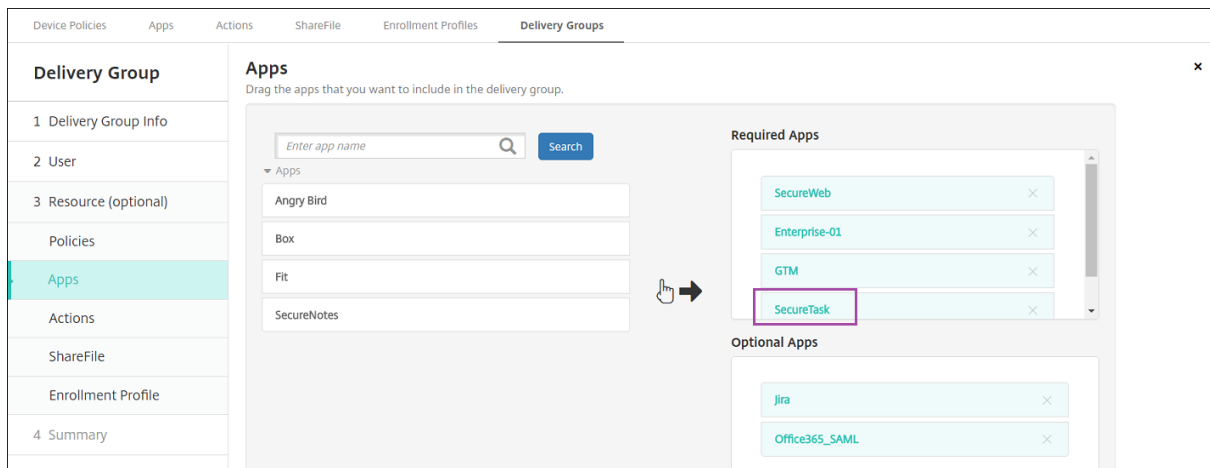 Device Policies Apps Actions ShareFile Enrollment Profiles Delivery Groups
Delivery Group
1 Delivery Group Info
2 User
3 Resource (optional)
Policies
Apps
Actions
ShareFile
Enrollment Profile
4 Summary
Apps
Drag the apps that you want to include in the delivery group.
Enter app name
Search
Apps
Angry Bird
Box
Fit
SecureNotes
Required Apps
SecureWeb
Enterprise-01
GTM
SecureTask
Optional Apps
Jira
Office365_SAML